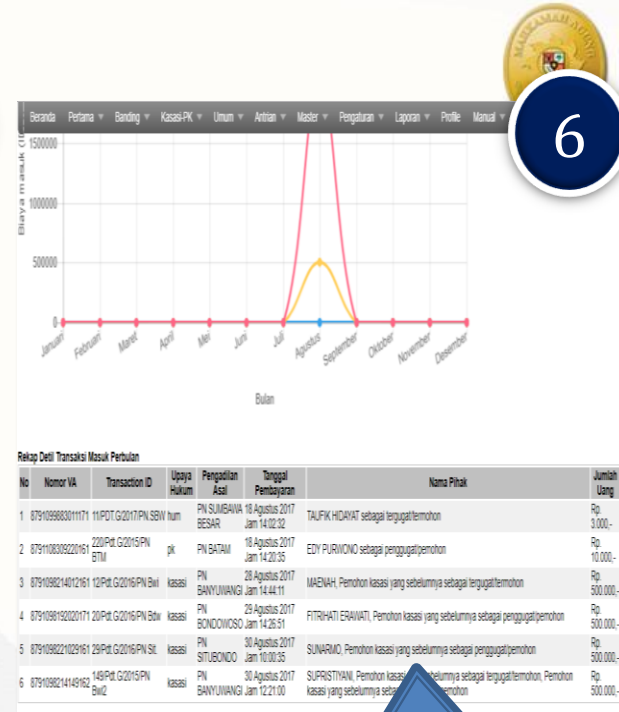 MAHKAMAH AGUNG
6
Beranda Pertama Banding Kasasi-PK Umum Antrian Master Pengaturan Laporan Profile Manual
Biaya masuk
1500000
1000000
500000
0
Januari Februari Maret April Mei Juni Juli Agustus September Oktober November Desember
Bulan
Rekap Detil Transaksi Masuk Perbulan
No Nomor VA Transaction ID Upaya Hukum Pengadilan Asal Tanggal Pembayaran Nama Pihak Jumlah Uang
1 8791099883011171 11/PDT.G/2017/PN.SBW hum PN SUMBAWA BESAR 18 Agustus 2017 Jam 14:02:32 TAUFIK HIDAYAT sebagai tergugat/termohon Rp. 3.000,-
2 8791108309220161 220/Pdt.G/2015/PN BTM pk PN BATAM 18 Agustus 2017 Jam 14:20:35 EDY PURWONO sebagai penggugat/pemohon Rp. 10.000,-
3 8791098214012161 12/Pdt.G/2016/PN Bwi kasasi PN BANYUWANGI 28 Agustus 2017 Jam 14:44:11 MAENAH, Pemohon kasasi yang sebelumnya sebagai tergugat/termohon Rp. 500.000,-
4 8791098192020171 20/Pdt.G/2016/PN Bdw kasasi PN BONDOWOSO 29 Agustus 2017 Jam 14:26:51 FITRIHATI ERAWATI, Pemohon kasasi yang sebelumnya sebagai penggugat/pemohon Rp. 500.000,-
5 8791098221029161 29/Pdt.G/2016/PN Sit. kasasi PN SITUBONDO 30 Agustus 2017 Jam 10:00:35 SUNARMO, Pemohon kasasi yang sebelumnya sebagai penggugat/pemohon Rp. 500.000,-
6 8791098214149162 149/Pdt.G/2015/PN Bwi2 kasasi PN BANYUWANGI 30 Agustus 2017 Jam 12:21:00 SUPRISTIYANI, Pemohon kasasi sebelumnya sebagai tergugat/termohon, Pemohon kasasi yang sebelumnya Rp. 500.000,-